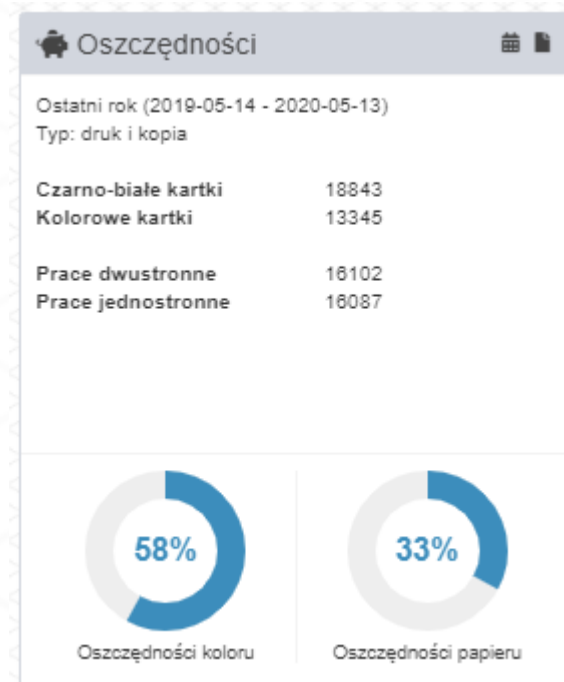 Oszczędności
Ostatni rok (2019-05-14 - 2020-05-13)
Typ: druk i kopia
Czarno-białe kartki 18843
Kolorowe kartki 13345
Prace dwustronne 16102
Prace jednostronne 16087
58% 33%
Oszczędności koloru Oszczędności papieru